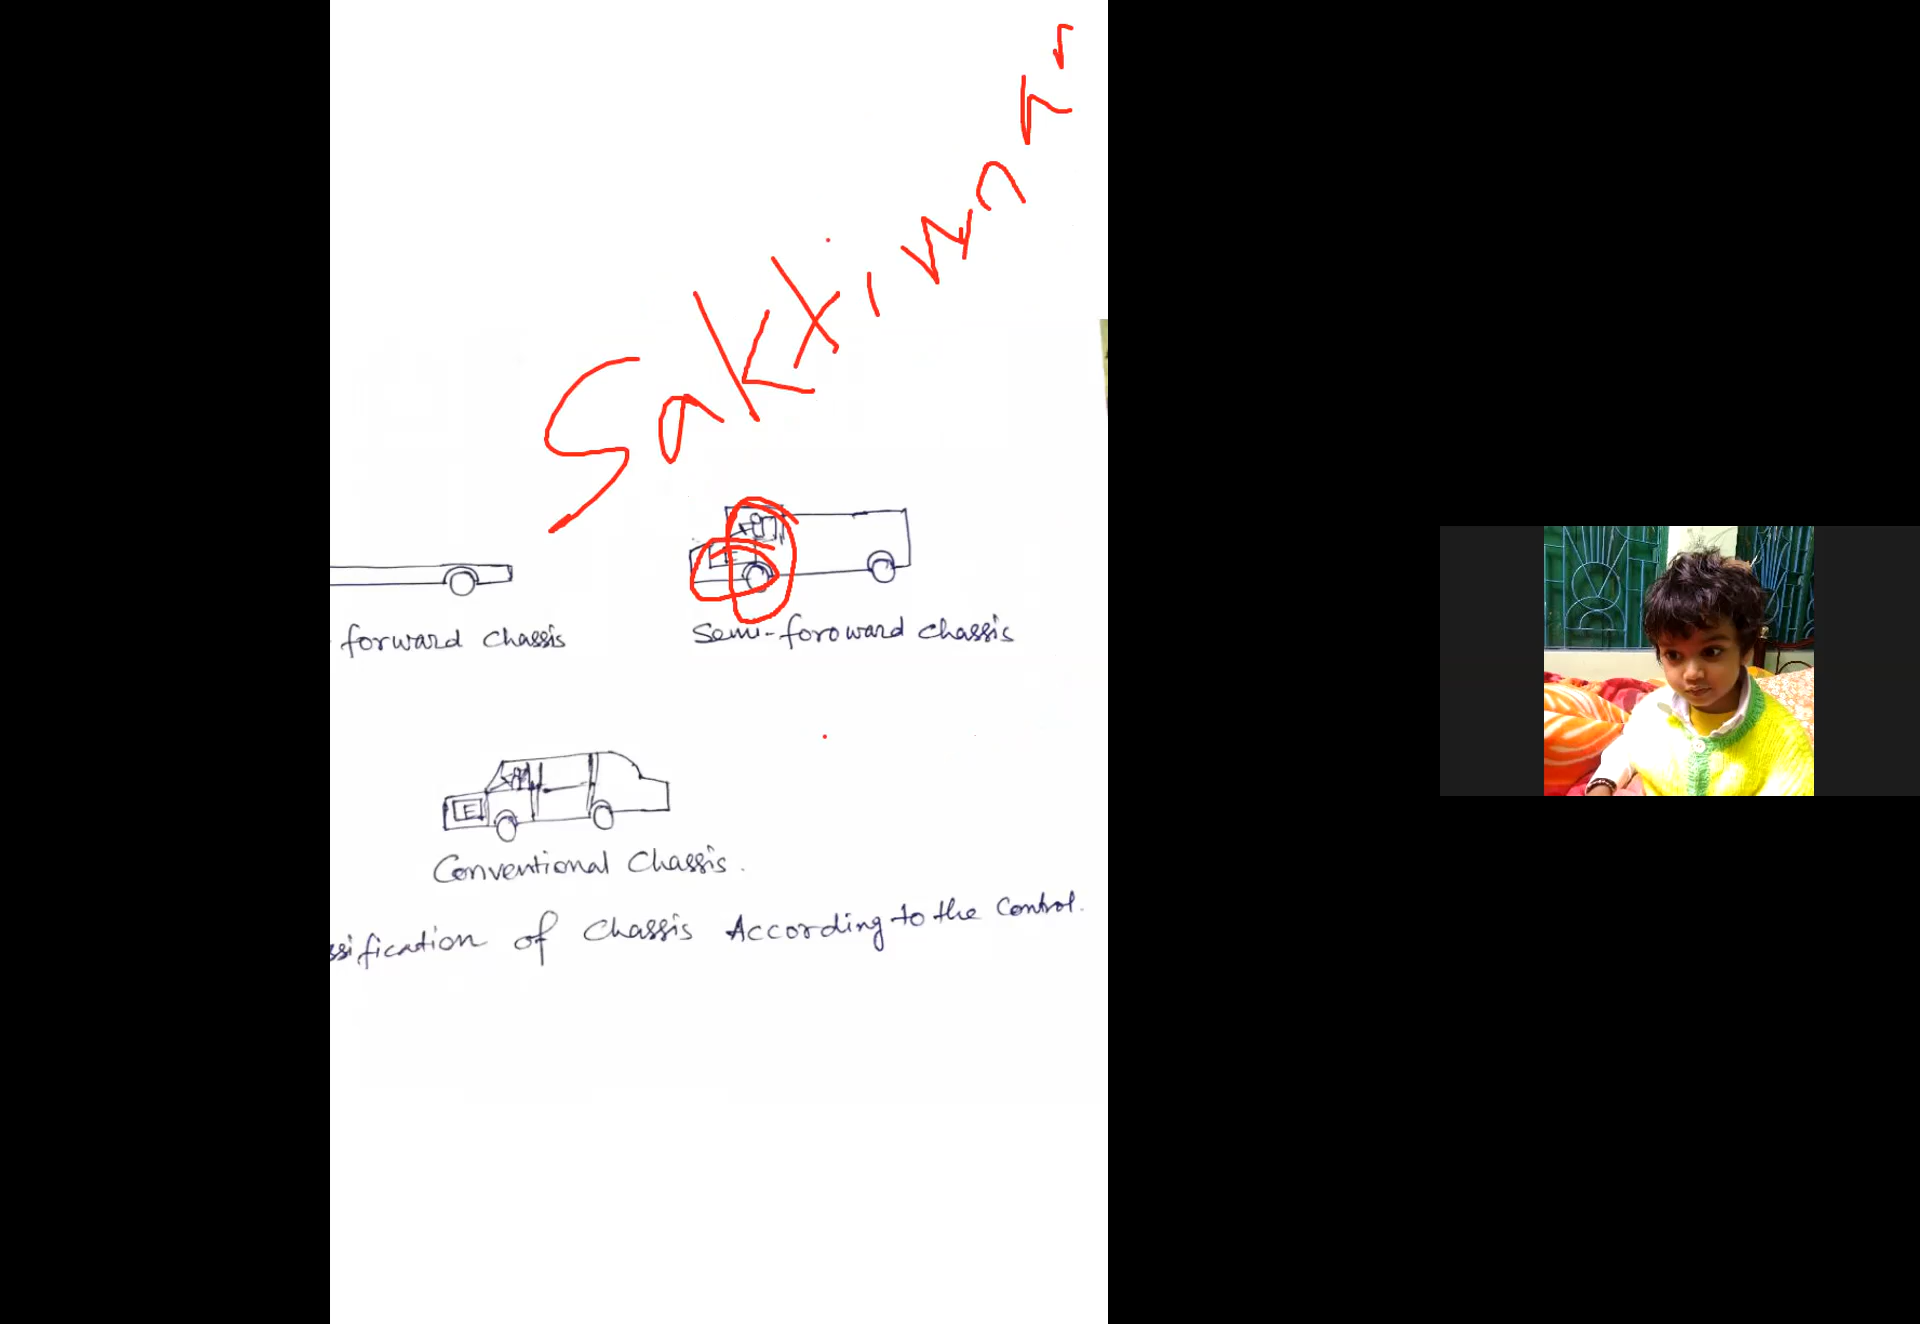 Saktiman
forward chassis
Semi-foroward chassis
E
Conventional Chassis.
ssification of chassis According to the Control.